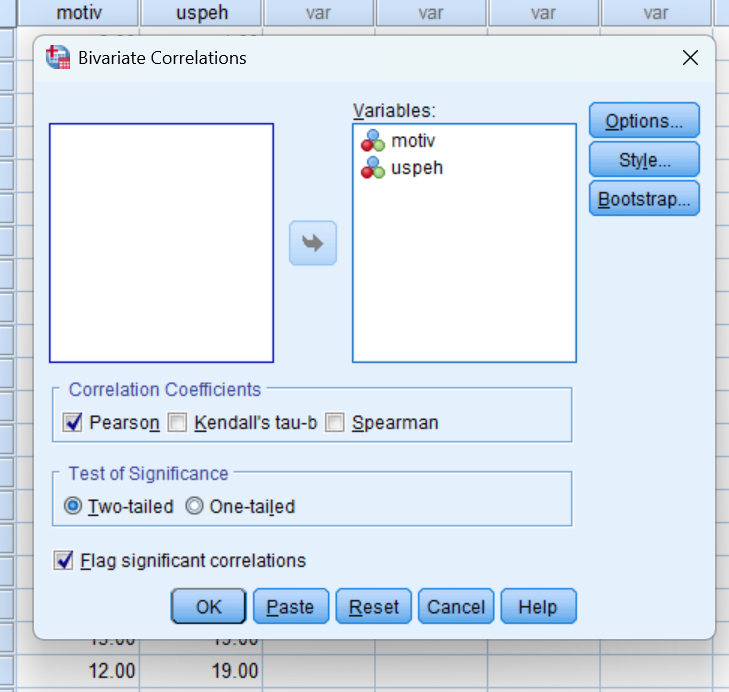 motiv uspeh var var var var
Bivariate Correlations
Variables:
Options...
motiv
uspeh
Style...
Bootstrap...
Correlation Coefficients
Pearson Kendall's tau-b Spearman
Test of Significance
Two-tailed One-tailed
Flag significant correlations
OK Paste Reset Cancel Help
12.00 19.00